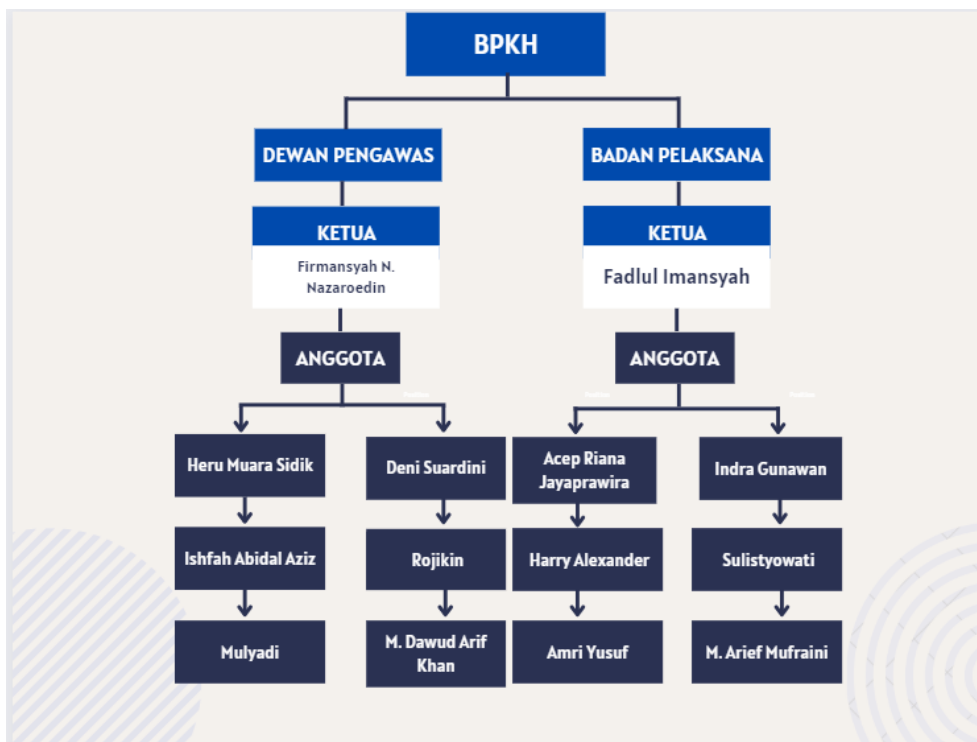 BPKH
DEWAN PENGAWAS
BADAN PELAKSANA
KETUA
Firmansyah N.
Nazaroedin
KETUA
Fadlul Imansyah
ANGGOTA
ANGGOTA
Heru Muara Sidik
Deni Suardini
Acep Riana
Jayaprawira
Indra Gunawan
Ishfah Abidal Aziz
Rojikin
Harry Alexander
Sulistyowati
Mulyadi
M. Dawud Arif
Khan
Amri Yusuf
M. Arief Mufraini